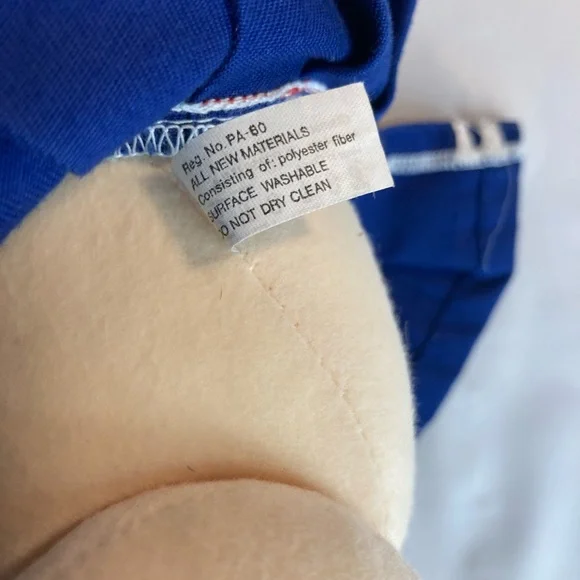 Reg. No. PA-60
ALL NEW MATERIALS
Consisting of: polyester fiber
SURFACE WASHABLE
DO NOT DRY CLEAN